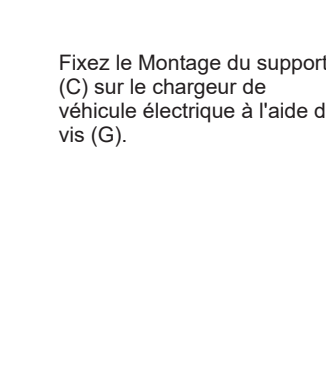 Fixez le Montage du support
(C) sur le chargeur de
véhicule électrique à l'aide d
vis (G).